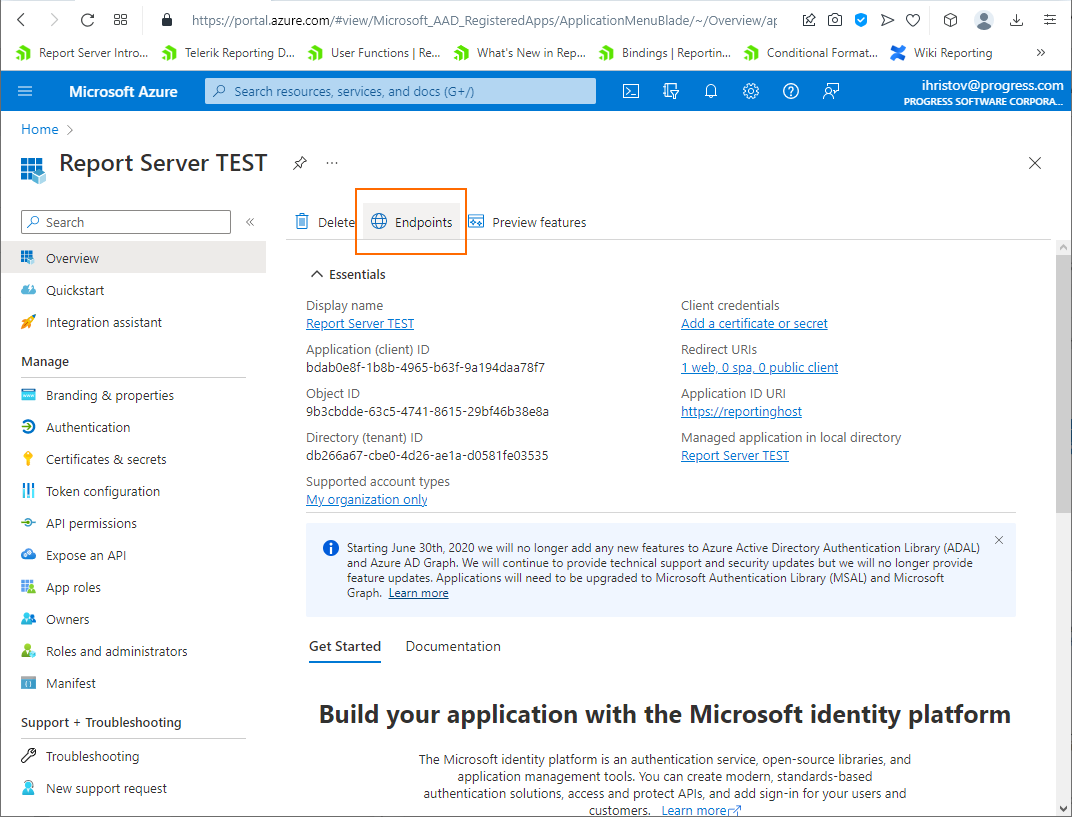 https://portal.azure.com/#view/Microsoft_AAD_RegisteredApps/ApplicationMenuBlade/~/Overview/ap
Report Server Intro...
Telerik Reporting D...
User Functions | Re...
What's New in Rep...
Bindings | Reportin...
Conditional Format...
Wiki Reporting
Microsoft Azure
Search resources, services, and docs (G+/)
ihristov@progress.com
PROGRESS SOFTWARE CORPORA...
Home
Report Server TEST
Search
Delete
Endpoints
Preview features
Overview
Quickstart
Integration assistant
Manage
Branding & properties
Authentication
Certificates & secrets
Token configuration
API permissions
Expose an API
App roles
Owners
Roles and administrators
Manifest
Support + Troubleshooting
Troubleshooting
New support request
Essentials
Display name
Report Server TEST
Application (client) ID
bdab0e8f-1b8b-4965-b63f-9a194daa78f7
Object ID
9b3cbdde-63c5-4741-8615-29bf46b38e8a
Directory (tenant) ID
db266a67-cbe0-4d26-ae1a-d0581fe03535
Supported account types
My organization only
Client credentials
Add a certificate or secret
Redirect URIs
1 web, 0 spa, 0 public client
Application ID URI
https://reportinghost
Managed application in local directory
Report Server TEST
Starting June 30th, 2020 we will no longer add any new features to Azure Active Directory Authentication Library (ADAL)
and Azure AD Graph. We will continue to provide technical support and security updates but we will no longer provide
feature updates. Applications will need to be upgraded to Microsoft Authentication Library (MSAL) and Microsoft
Graph. Learn more
Get Started
Documentation
Build your application with the Microsoft identity platform
The Microsoft identity platform is an authentication service, open-source libraries, and
application management tools. You can create modern, standards-based
authentication solutions, access and protect APIs, and add sign-in for your users and
customers. Learn more